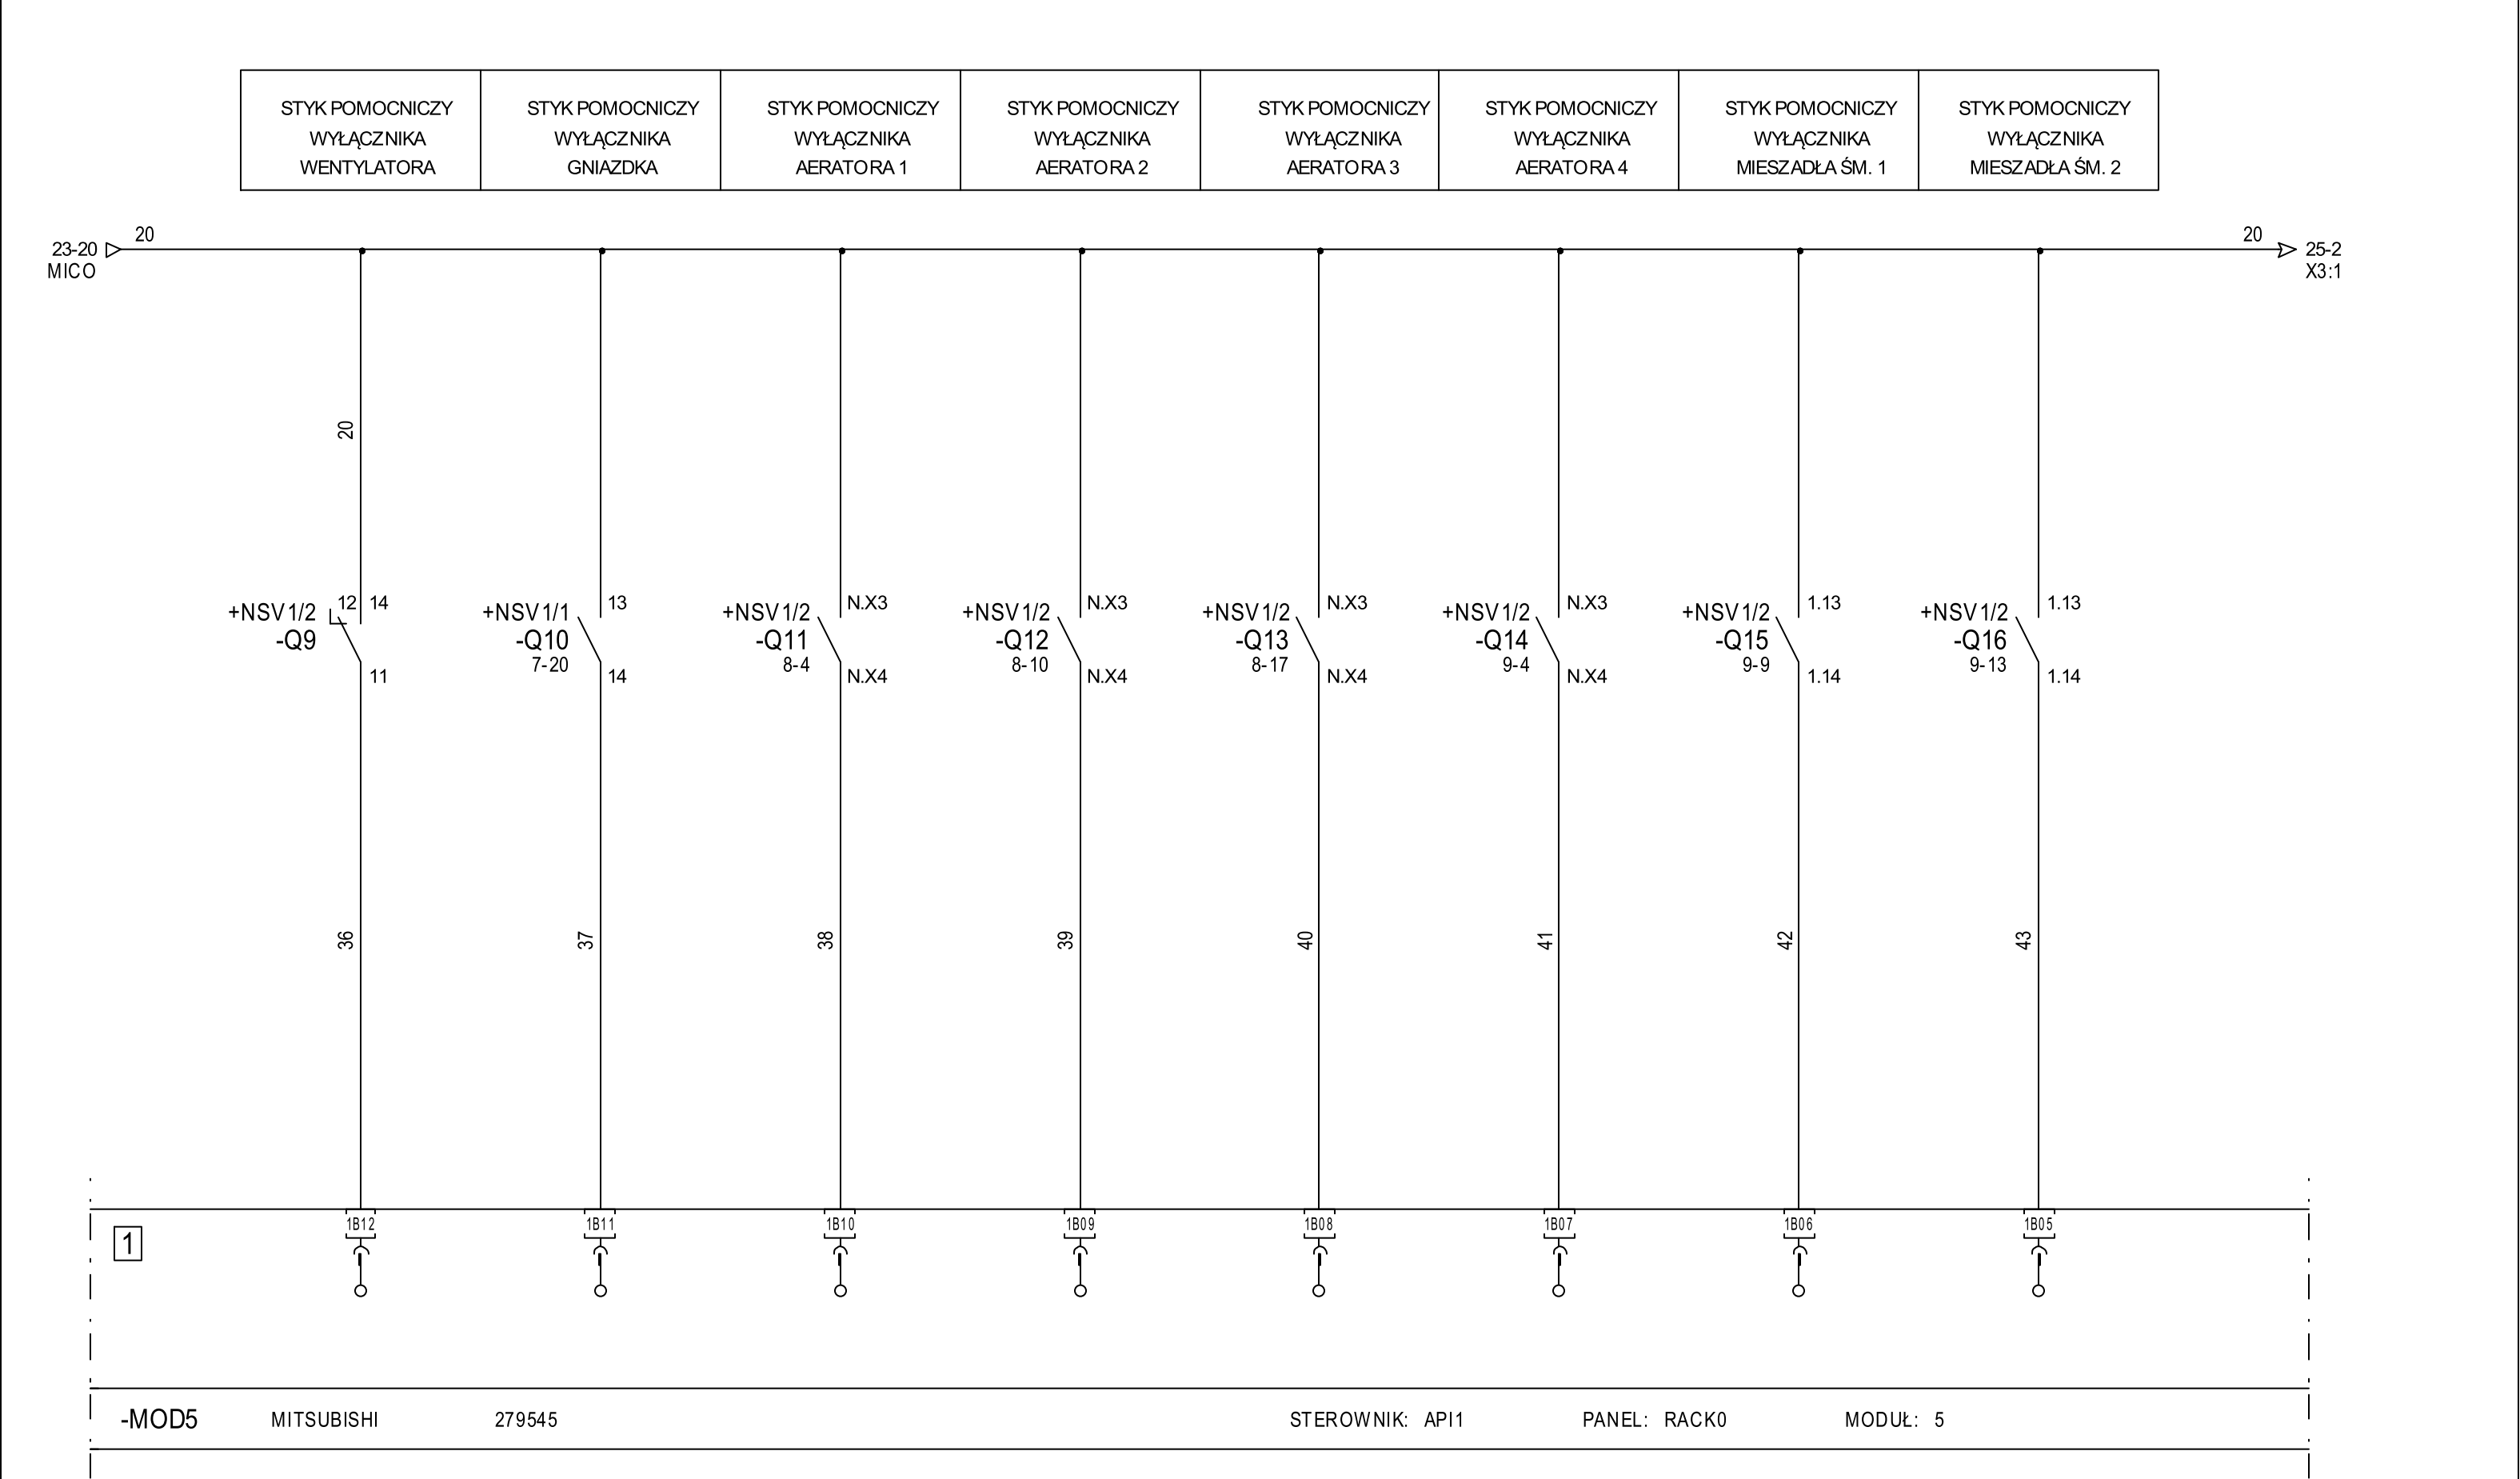 STYK POMOCNICZY
WYŁĄCZNIKA
WENTYLATORA
STYK POMOCNICZY
WYŁĄCZNIKA
GNIAZDKA
STYK POMOCNICZY
WYŁĄCZNIKA
AERATORA 1
STYK POMOCNICZY
WYŁĄCZNIKA
AERATORA 2
STYK POMOCNICZY
WYŁĄCZNIKA
AERATORA 3
STYK POMOCNICZY
WYŁĄCZNIKA
AERATORA 4
STYK POMOCNICZY
WYŁĄCZNIKA
MIESZADŁA ŚM. 1
STYK POMOCNICZY
WYŁĄCZNIKA
MIESZADŁA ŚM. 2
23-20
MICO
20
20
25-2
X3:1
20
+NSV1/2
-Q9
12
14
11
+NSV1/1
-Q10
7-20
13
14
+NSV1/2
-Q11
8-4
N.X3
N.X4
+NSV1/2
-Q12
8-10
N.X3
N.X4
+NSV1/2
-Q13
8-17
N.X3
N.X4
+NSV1/2
-Q14
9-4
N.X3
N.X4
+NSV1/2
-Q15
9-9
1.13
1.14
+NSV1/2
-Q16
9-13
1.13
1.14
36
37
38
39
40
41
42
43
1
1B12
1B11
1B10
1B09
1B08
1B07
1B06
1B05
-MOD5 MITSUBISHI 279545 STEROWNIK: API1 PANEL: RACK0 MODUŁ: 5